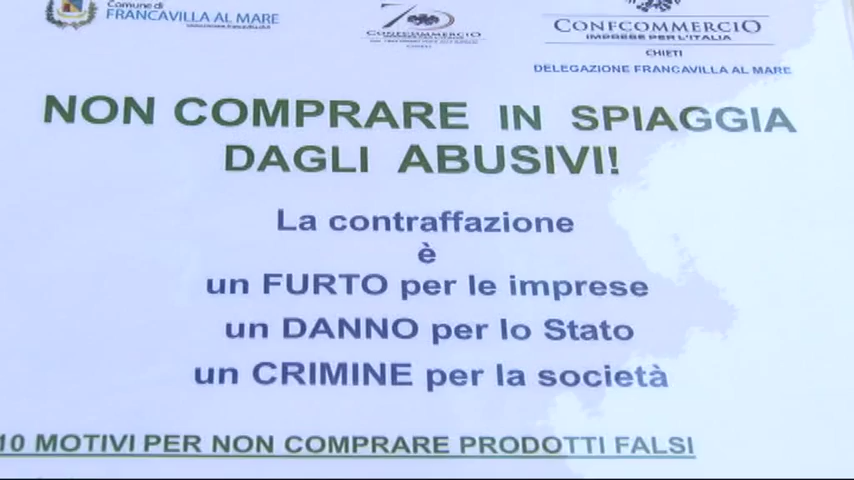 Comune di
FRANCAVILLA AL MARE
70
CONFCOMMERCIO
CONFCOMMERCIO
IMPRESE PER L'ITALIA
CHIETI
DELEGAZIONE FRANCAVILLA AL MARE
NON COMPRARE IN SPIAGGIA
DAGLI ABUSIVI!
La contraffazione
è
un FURTO per le imprese
un DANNO per lo Stato
un CRIMINE per la società
10 MOTIVI PER NON COMPRARE PRODOTTI FALSI